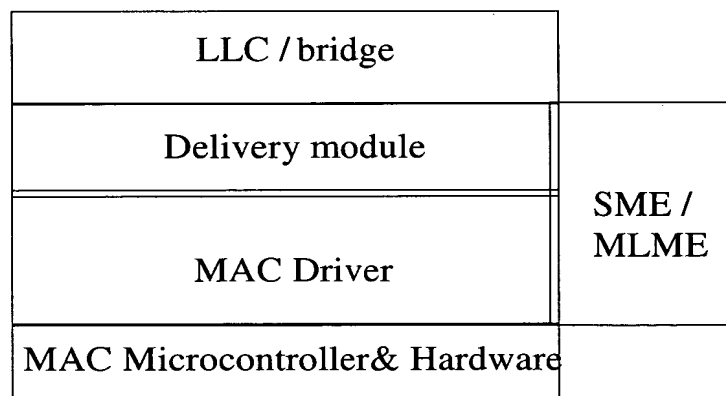 LLC / bridge
Delivery module
SME /
MLME
MAC Driver
MAC Microcontroller& Hardware